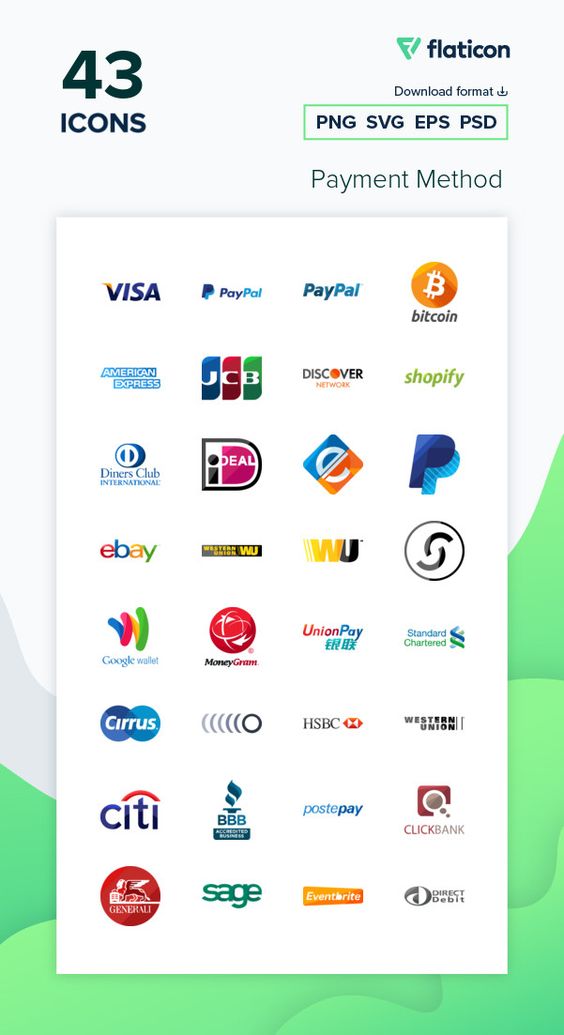 43
ICONS
flaticon
Download format
PNG SVG EPS PSD
Payment Method
VISA
PayPal
PayPal
bitcoin
AMERICAN
EXPRESS
JCB
DISCOVER
NETWORK
shopify
Diners Club
INTERNATIONAL
iDEAL
e
P
ebay
WESTERN
UNION WU
WU
Google wallet
MoneyGram
UnionPay
银联
Standard
Chartered
Cirrus
HSBC
WESTERN
UNION
citi
BBB
ACCREDITED
BUSINESS
postepay
CLICKBANK
GENERALI
sage
Eventbrite
DIRECT
Debit